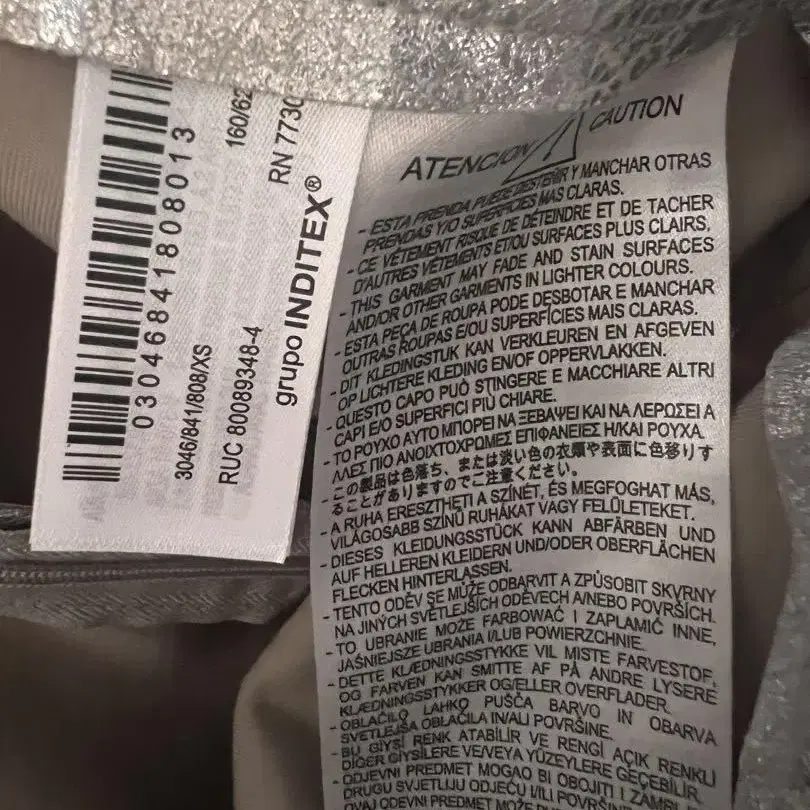 03046841808013
3046/841/808/XS
160/62
RUC 80089348-4
RN 7730
grupo INDITEX®
ATENCION CAUTION
- ESTA PRENDA PUEDE DESTEÑIR Y MANCHAR OTRAS
PRENDAS Y/O SUPERFICIES MAS CLARAS.
- CE VÊTEMENT RISQUE DE DÉTEINDRE ET DE TACHER
D'AUTRES VÊTEMENTS ET/OU SURFACES PLUS CLAIRS.
- THIS GARMENT MAY FADE AND STAIN SURFACES
AND/OR OTHER GARMENTS IN LIGHTER COLOURS.
- ESTA PEÇA DE ROUPA PODE DESBOTAR E MANCHAR
OUTRAS ROUPAS E/OU SUPERFÍCIES MAIS CLARAS.
- DIT KLEDINGSTUK KAN VERKLEUREN EN AFGEVEN
OP LICHTERE KLEDING EN/OF OPPERVLAKKEN.
- QUESTO CAPO PUÒ STINGERE E MACCHIARE ALTRI
CAPI E/O SUPERFICI PIÙ CHIARE.
- ΤΟ ΡΟΥΧΟ ΑΥΤΟ ΜΠΟΡΕΙ ΝΑ ΞΕΒΑΨΕΙ ΚΑΙ ΝΑ ΛΕΡΩΣΕΙ Α
ΛΛΕΣ ΠΙΟ ΑΝΟΙΧΤΟΧΡΩΜΕΣ ΕΠΙΦΑΝΕΙΕΣ Η/ΚΑΙ ΡΟΥΧΑ.
- この製品は色落ち、または淡い色の衣類や表面に色移りす
ることがありますのでご注意ください。
- A RUHA ERESZTHETI A SZÍNÉT, ÉS MEGFOGHAT MÁS,
VILÁGOSABB SZÍNŰ RUHÁKAT VAGY FELÜLETEKET.
- DIESES KLEIDUNGSSTÜCK KANN ABFÄRBEN UND
AUF HELLEREN KLEIDERN UND/ODER OBERFLÄCHEN
FLECKEN HINTERLASSEN.
- TENTO ODĚV SE MŮŽE ODBARVIT A ZPŮSOBIT SKVRNY
NA JINÝCH SVĚTLEJŠÍCH ODĚVECH A/NEBO POVRŠÍCH.
- TO UBRANIE MOŻE FARBOWAĆ I ZAPLAMIĆ INNE,
JAŚNIEJSZE UBRANIA I/LUB POWIERZCHNIE.
- DETTE KLÆDNINGSSTYKKE VIL MISTE FARVESTOF,
OG FARVEN KAN SMITTE AF PÅ ANDRE LYSERE
KLÆDNINGSSTYKKER OG/ELLER OVERFLADER.
- OBLAČILO LAHKO PUŠČA BARVO IN OBARVA
SVETLEJŠA OBLAČILA IN/ALI POVRŠINE.
- BU GİYSİ RENK ATABİLİR VE RENGİ AÇIK RENKLİ
DİĞER GİYSİLERE VE/VEYA YÜZEYLERE GEÇEBİLİR.
- ODJEVNI PREDMET MOGAO BI OBOJITI I
DRUGU SVJETLIJU ODJEĆU I/ILI POVRŠINE
OVAJ ODEVNI PREDMET MOŽE